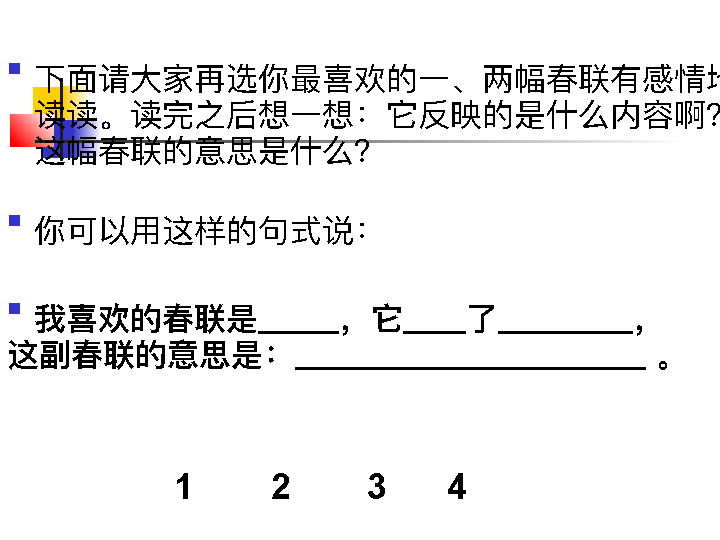 下面请大家再选你最喜欢的一、两幅春联有感情地
读读。读完之后想一想：它反映的是什么内容啊?
这幅春联的意思是什么?
你可以用这样的句式说：
我喜欢的春联是_____，它____了_________，
这副春联的意思是：______________________ 。
1 2 3 4